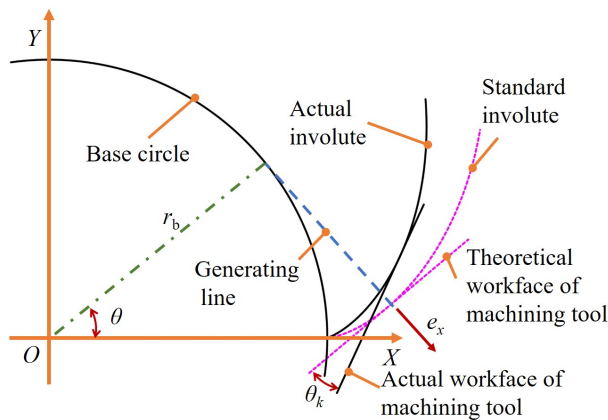 Y
Base circle
Actual
involute
Standard
involute
r_b
Generating
line
θ
Theoretical
workface of
machining tool
e_x
O
X
θ_k
Actual workface of
machining tool